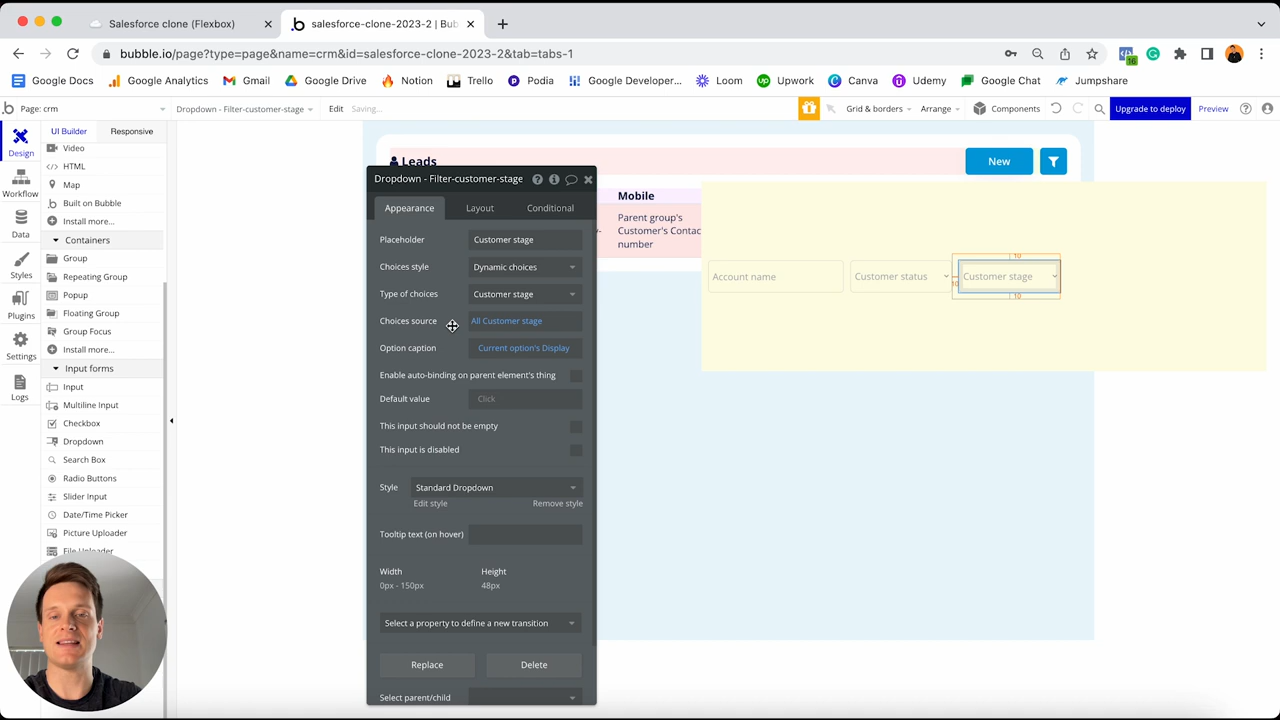 Salesforce clone (Flexbox)
salesforce-clone-2023-2 | Bub
bubble.io/page?type=page&name=crm&id=salesforce-clone-2023-2&tab=tabs-1
16
Google Docs
Google Analytics
Gmail
Google Drive
Notion
Trello
Podia
Google Developer...
Loom
Upwork
Canva
Udemy
Google Chat
Jumpshare
Page: crm
Dropdown - Filter-customer-stage
Edit
Saving...
Grid & borders
Arrange
Components
Upgrade to deploy
Preview
Design
Workflow
Data
Styles
Plugins
Settings
Logs
UI Builder
Responsive
Video
HTML
Map
Built on Bubble
Install more...
Containers
Group
Repeating Group
Popup
Floating Group
Group Focus
Install more...
Input forms
Input
Multiline Input
Checkbox
Dropdown
Search Box
Radio Buttons
Slider Input
Date/Time Picker
Picture Uploader
File Uploader
Leads
New
Mobile
Parent group's
Customer's Contac
number
Account name
Customer status
Customer stage
10
10
10
Dropdown - Filter-customer-stage
Appearance
Layout
Conditional
Placeholder
Customer stage
Choices style
Dynamic choices
Type of choices
Customer stage
Choices source
All Customer stage
Option caption
Current option's Display
Enable auto-binding on parent element's thing
Default value
Click
This input should not be empty
This input is disabled
Style
Standard Dropdown
Edit style
Remove style
Tooltip text (on hover)
Width
Height
0px - 150px
48px
Select a property to define a new transition
Replace
Delete
Select parent/child